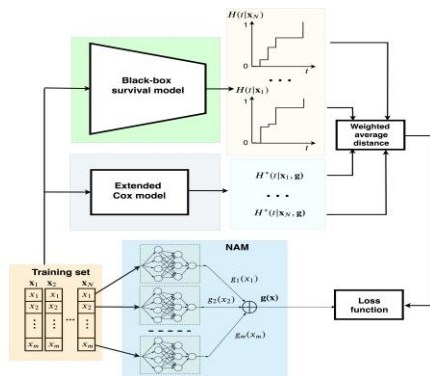 H(t|x_N)
1
0
t
. . .
H(t|x_1)
1
0
t
Black-box
survival model
Weighted
average
distance
Extended
Cox model
H*(t|x_1, g)
. . .
H*(t|x_N, g)
NAM
Training set
x_1 x_2 x_N
x_1 x_1 x_1
x_2 x_2 ... x_2
⋮ ⋮ ⋮
x_m x_m x_m
g_1(x_1)
g_2(x_2)
g(x)
g_m(x_m)
Loss
function